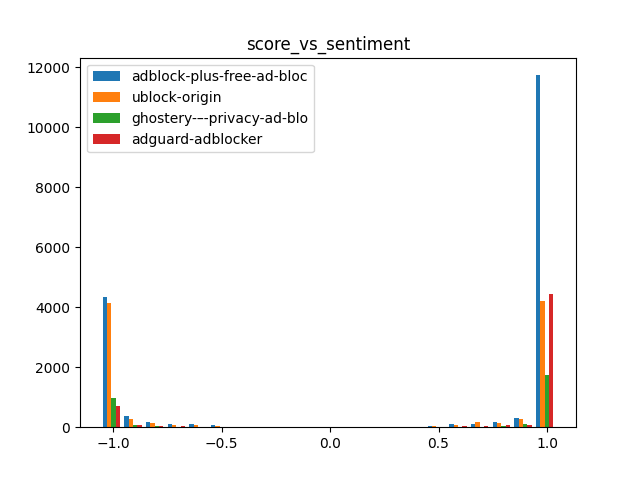 score_vs_sentiment
adblock-plus-free-ad-bloc
ublock-origin
ghostery-–-privacy-ad-blo
adguard-adblocker
12000
10000
8000
6000
4000
2000
0
−1.0 −0.5 0.0 0.5 1.0